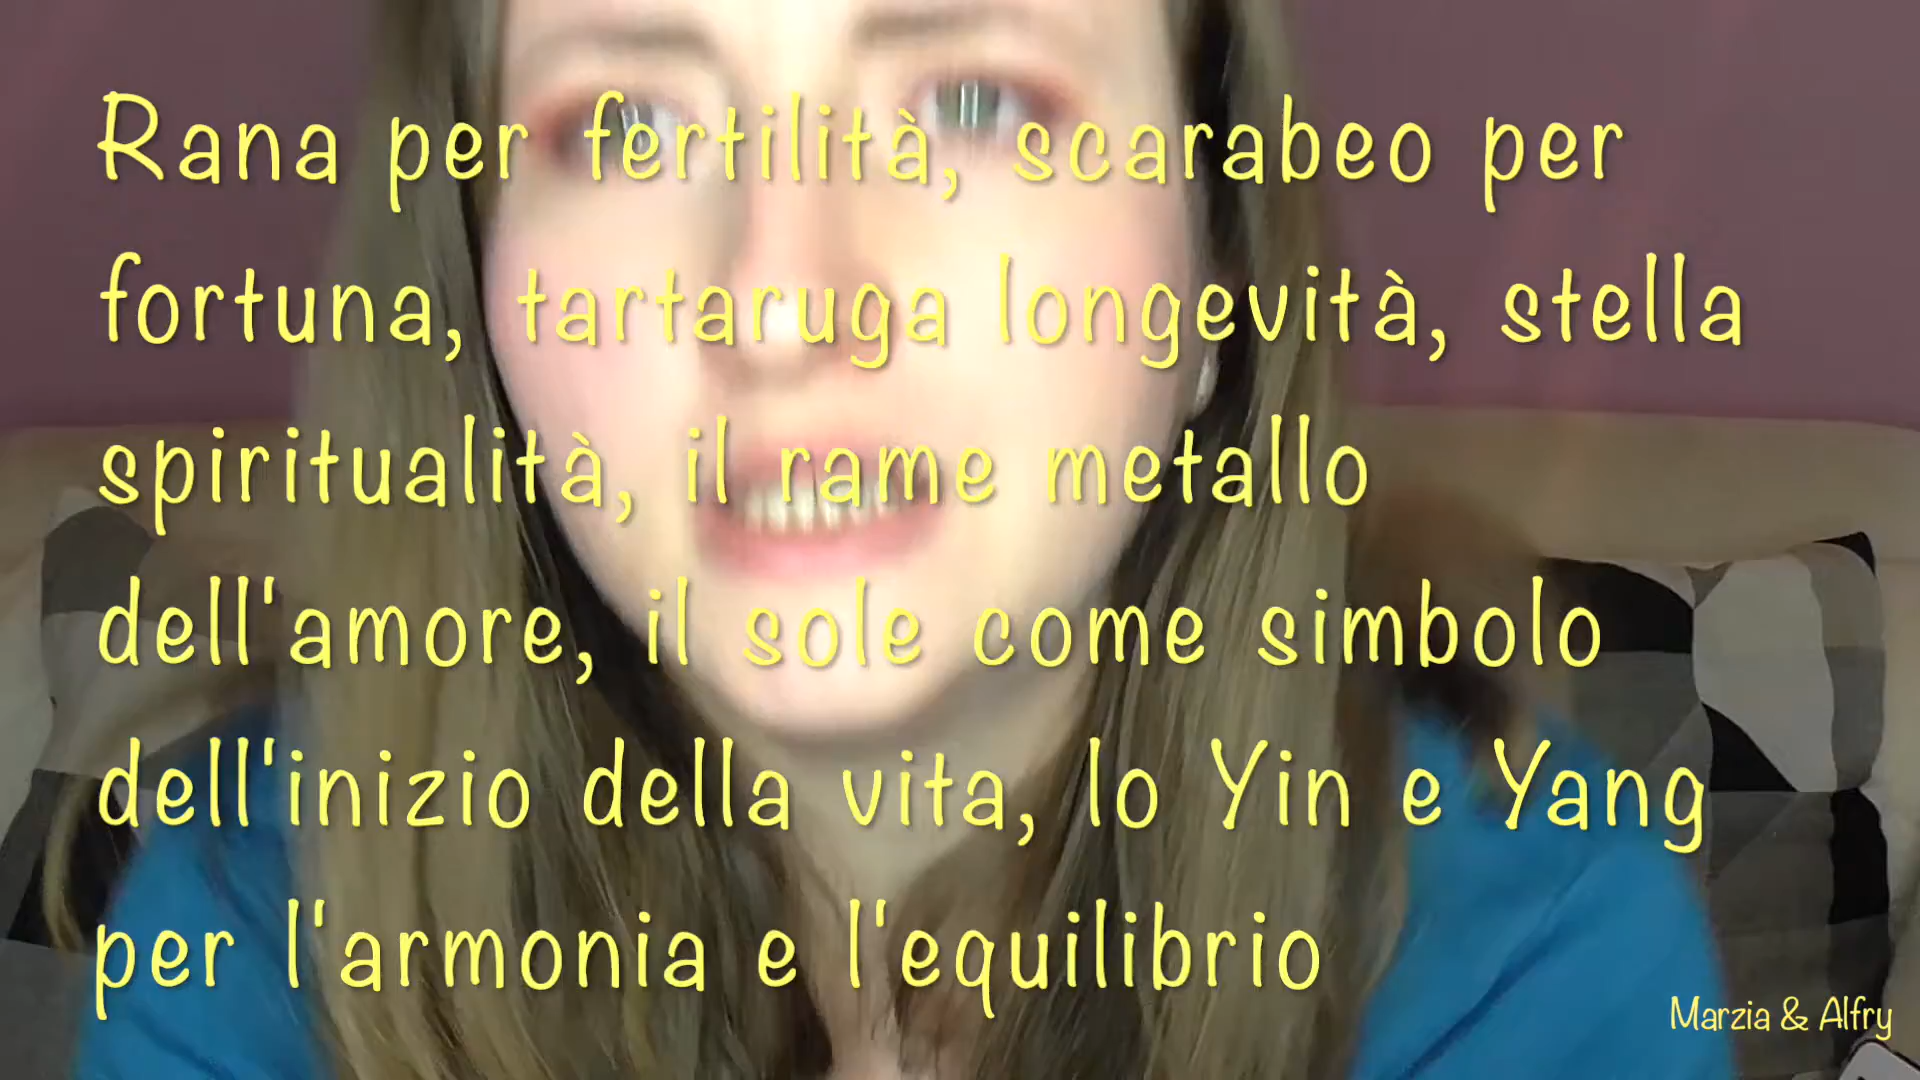 Rana per fertilità, scarabeo per
fortuna, tartaruga longevità, stella
spiritualità, il rame metallo
dell'amore, il sole come simbolo
dell'inizio della vita, lo Yin e Yang
per l'armonia e l'equilibrio
Marzia & Alfry